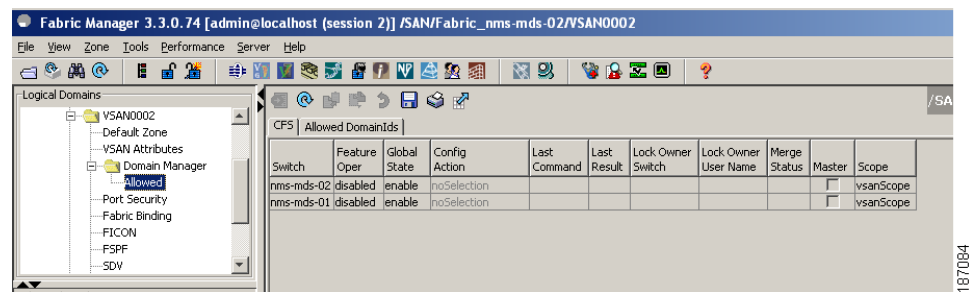 Fabric Manager 3.3.0.74 [admin@localhost (session 2)] /SAN/Fabric_nms-mds-02/VSAN0002
File View Zone Tools Performance Server Help
Logical Domains
VSAN0002
Default Zone
VSAN Attributes
Domain Manager
Allowed
Port Security
Fabric Binding
FICON
FSPF
SDV
/SA
CFS Allowed DomainIds
Switch Feature Oper Global State Config Action Last Command Last Result Lock Owner Switch Lock Owner User Name Merge Status Master Scope
nms-mds-02 disabled enable noSelection vsanScope
nms-mds-01 disabled enable noSelection vsanScope
187084